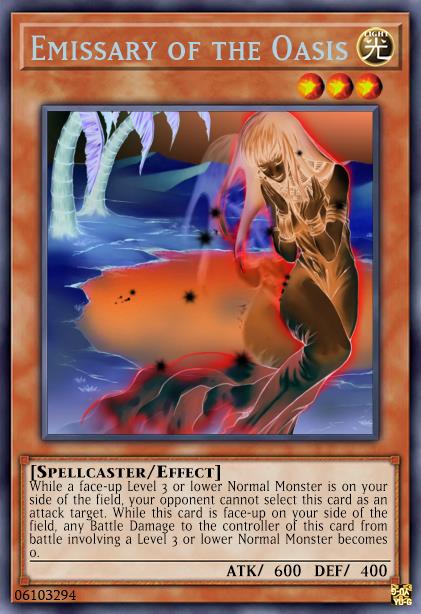 EMISSARY OF THE OASIS
LIGHT
光
[SPELLCASTER/EFFECT]
While a face-up Level 3 or lower Normal Monster is on your
side of the field, your opponent cannot select this card as an
attack target. While this card is face-up on your side of the
field, any Battle Damage to the controller of this card from
battle involving a Level 3 or lower Normal Monster becomes
0.
ATK/ 600 DEF/ 400
06103294